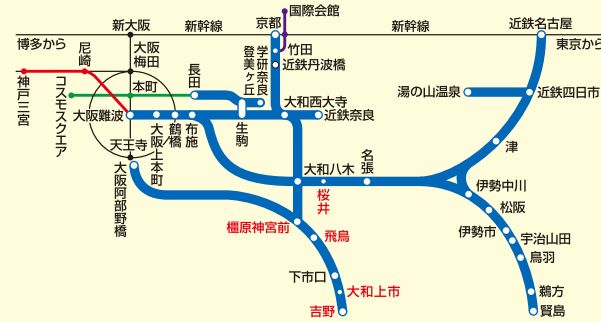 国際会館
新大阪
新幹線
京都
新幹線
近鉄名古屋
博多から
東京から
尼崎
大阪梅田
竹田
学研奈良登美ヶ丘
近鉄丹波橋
神戸三宮
コスモスクエア
本町
長田
湯の山温泉
近鉄四日市
大和西大寺
大阪難波
近鉄奈良
大阪上本町
鶴橋
布施
生駒
天王寺
津
大阪阿部野橋
大和八木
名張
桜井
伊勢中川
松阪
橿原神宮前
飛鳥
伊勢市
宇治山田
鳥羽
下市口
大和上市
鵜方
吉野
賢島